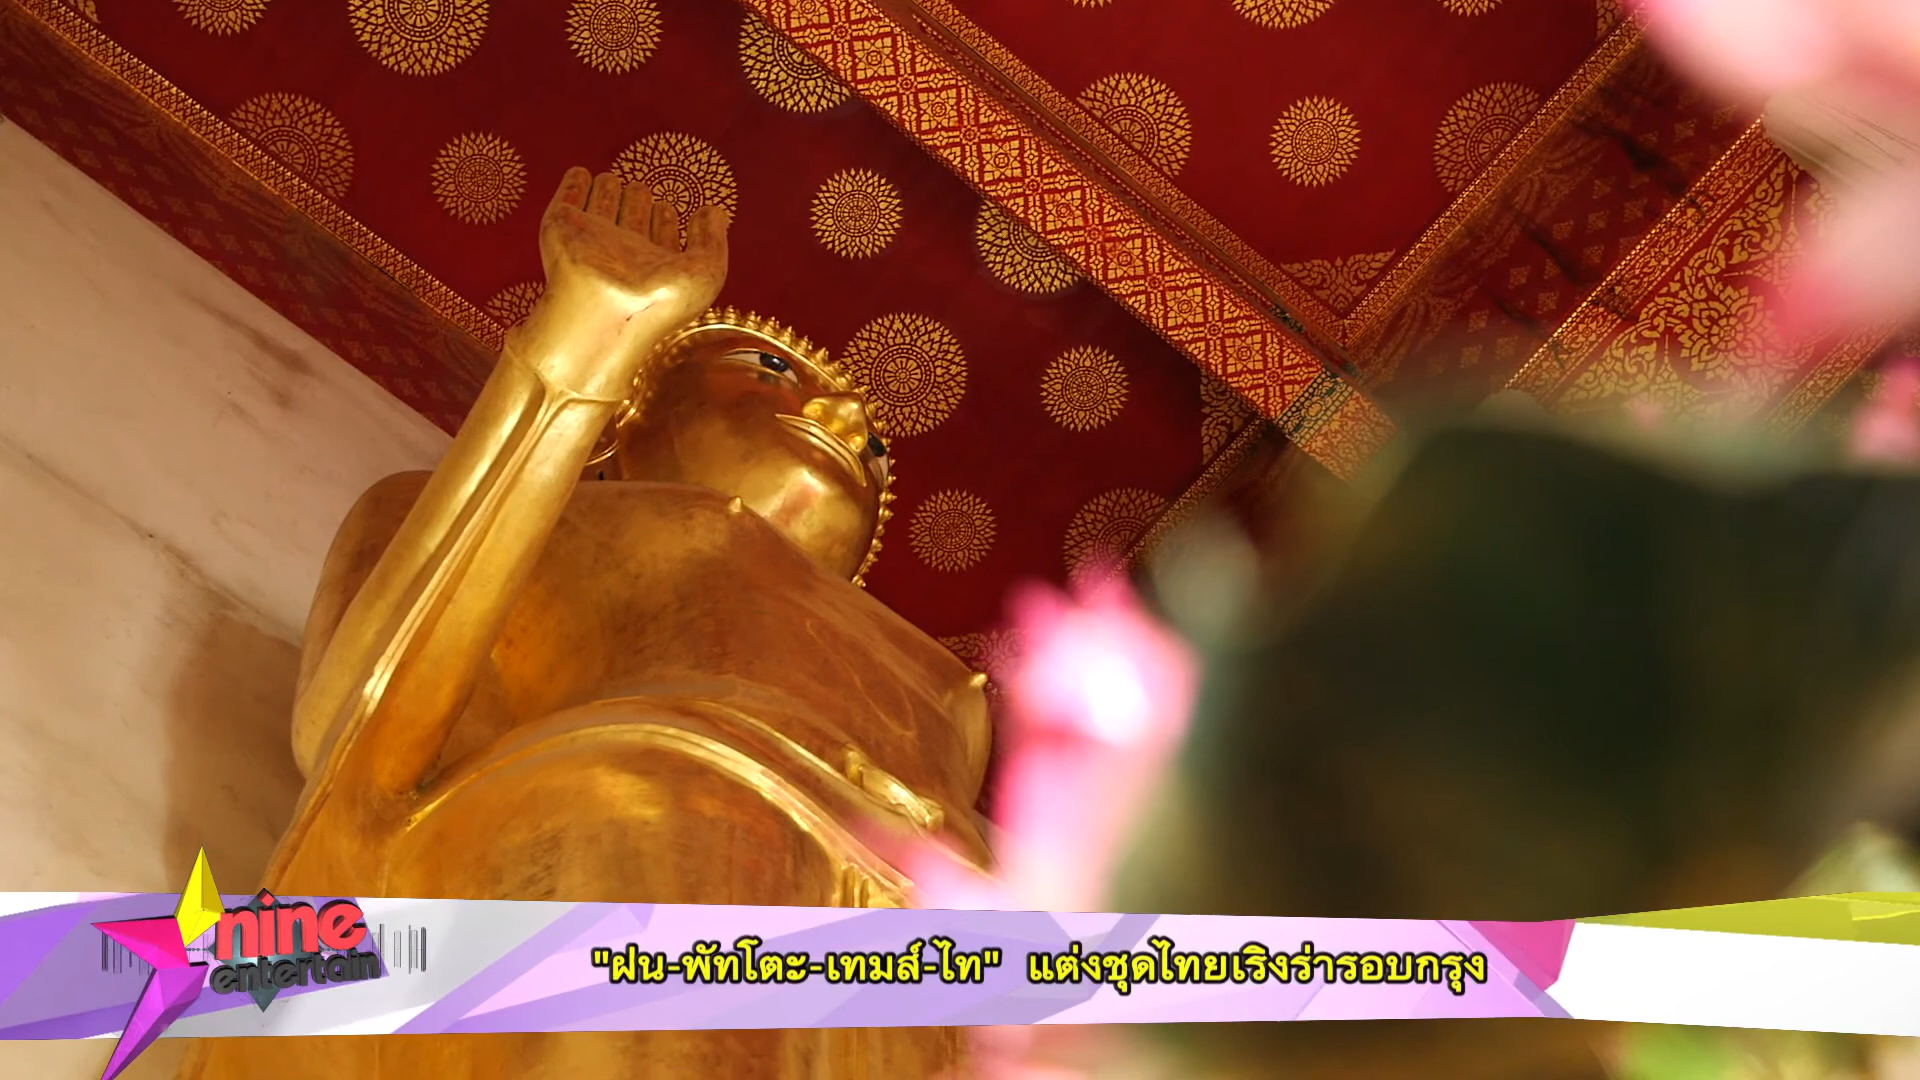 nine
entertain
"ฝน-พัทโตะ-เทมส์-ไท" แต่งชุดไทยเริงร่ารอบกรุง